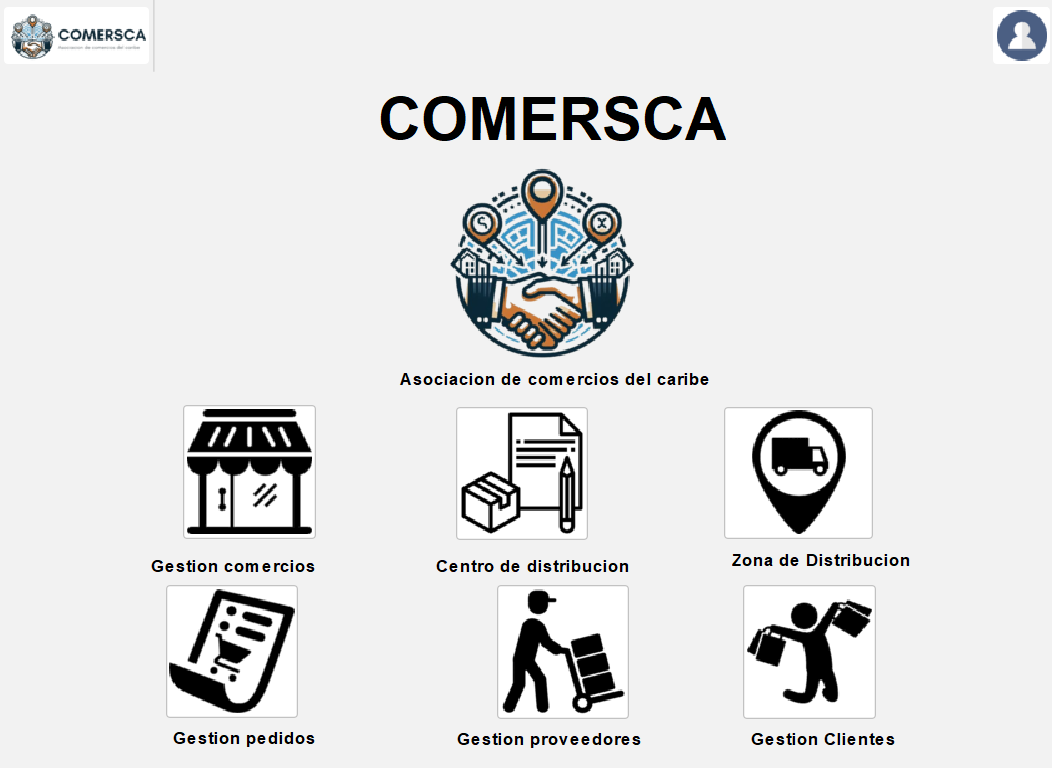 COMERSCA
Asociacion de comercios del caribe
COMERSCA
Asociacion de comercios del caribe
Gestion comercios
Centro de distribucion
Zona de Distribucion
Gestion pedidos
Gestion proveedores
Gestion Clientes